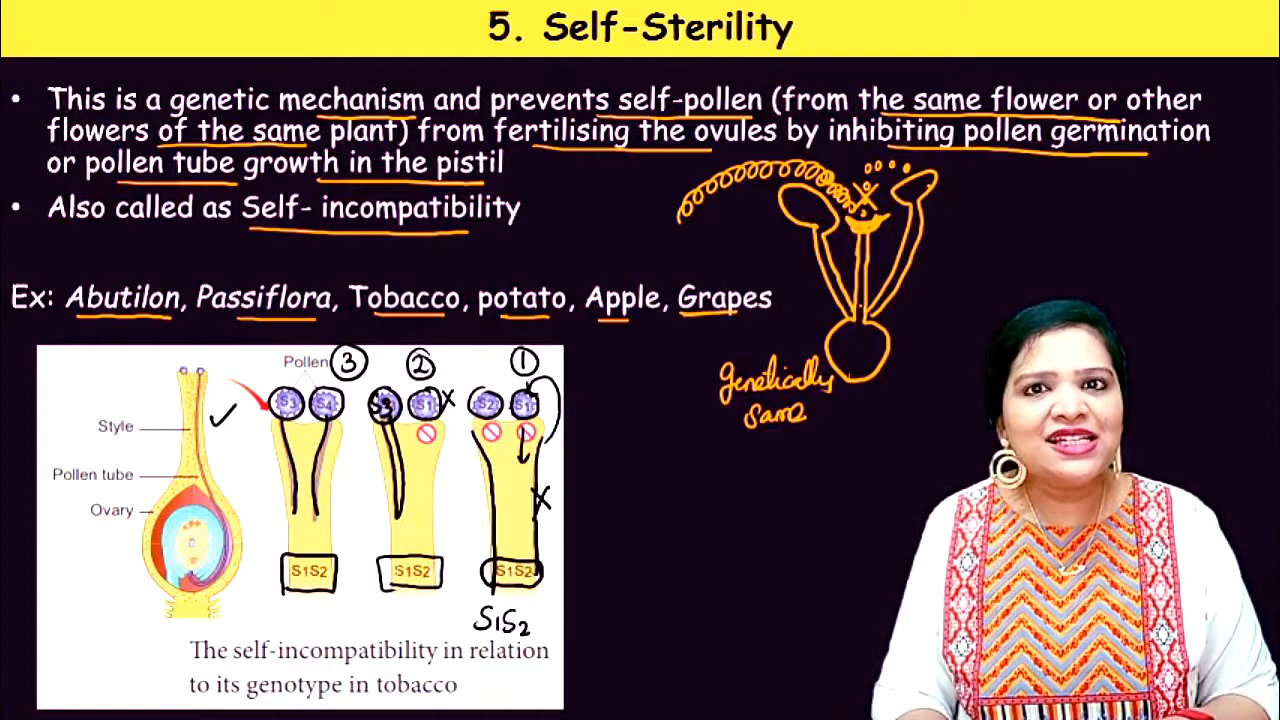 5. Self-Sterility
• This is a genetic mechanism and prevents self-pollen (from the same flower or other
flowers of the same plant) from fertilising the ovules by inhibiting pollen germination
or pollen tube growth in the pistil
• Also called as Self- incompatibility
Ex: Abutilon, Passiflora, Tobacco, potato, Apple, Grapes
genetically
same
Pollen 3 2 1
S3 S4 S3 S1 S2 S1
Style
Pollen tube
Ovary
S1S2 S1S2 S1S2
S1S2
The self-incompatibility in relation
to its genotype in tobacco